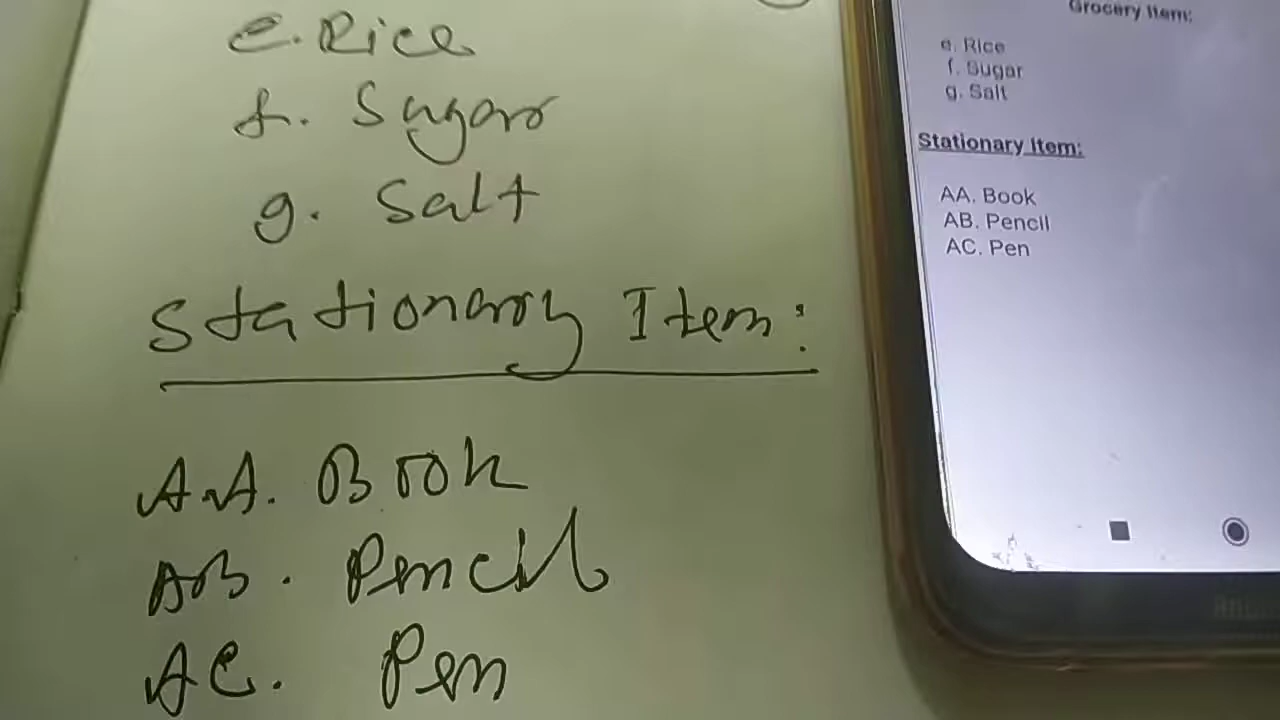 e. Rice
f. Sugar
g. Salt
Stationary Item:
A.A. Book
AB. Pencil
AC. Pen
Grocery Item:
e. Rice
f. Sugar
g. Salt
Stationary Item:
AA. Book
AB. Pencil
AC. Pen